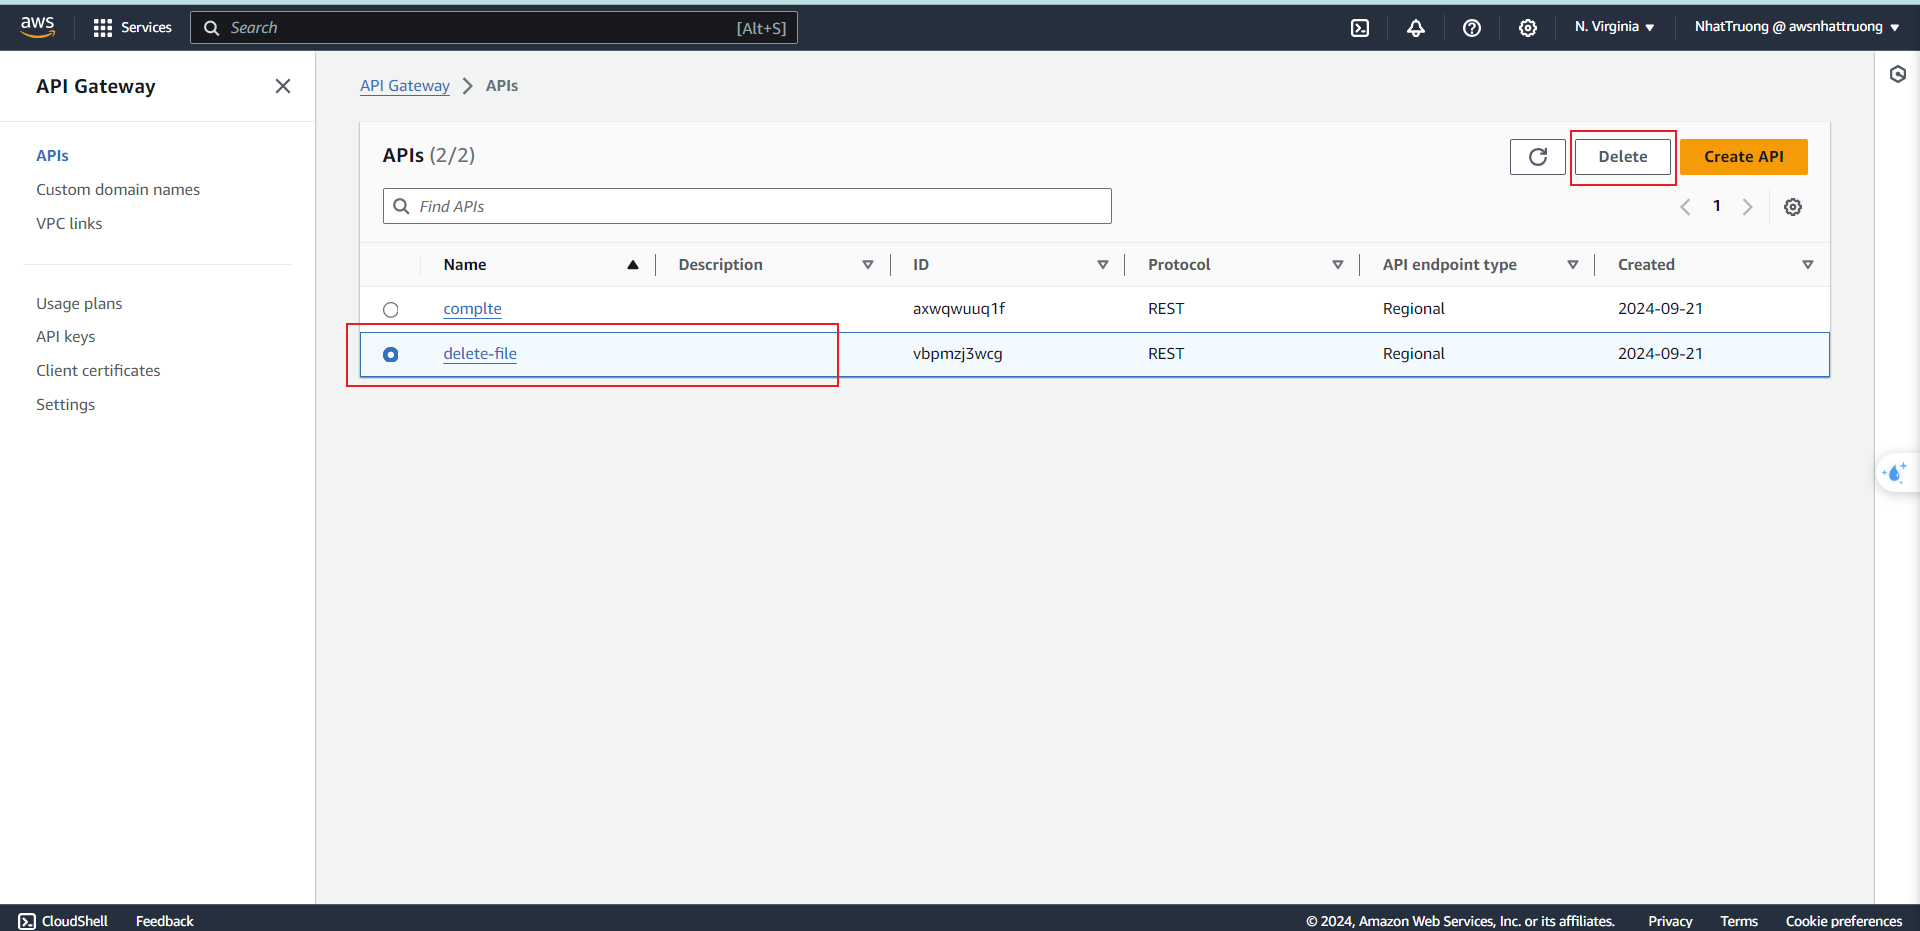 aws Services Search [Alt+S] N. Virginia NhatTruong @ awsnhattruong
API Gateway
APIs
Custom domain names
VPC links
Usage plans
API keys
Client certificates
Settings
API Gateway APIs
APIs (2/2) Delete Create API
Find APIs 1
Name Description ID Protocol API endpoint type Created
complte axwqwuuq1f REST Regional 2024-09-21
delete-file vbpmzj3wcg REST Regional 2024-09-21
CloudShell Feedback © 2024, Amazon Web Services, Inc. or its affiliates. Privacy Terms Cookie preferences